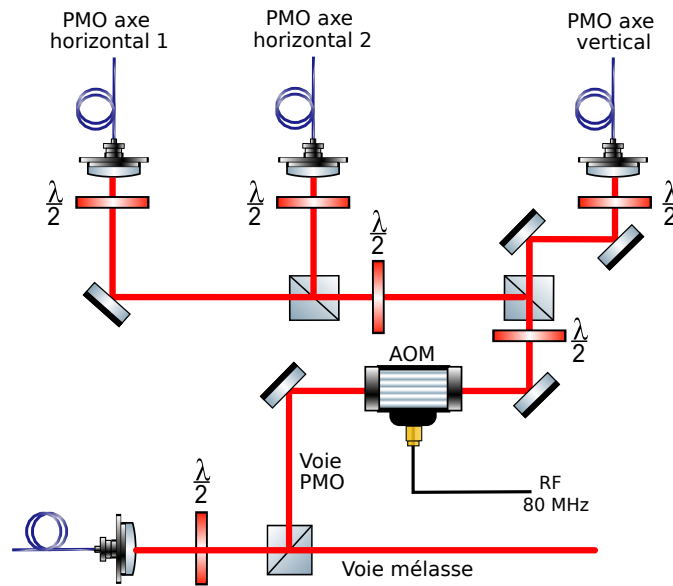 PMO axe
horizontal 1
PMO axe
horizontal 2
PMO axe
vertical
λ
2
λ
2
λ
2
λ
2
λ
2
AOM
Voie
PMO
RF
80 MHz
λ
2
Voie mélasse